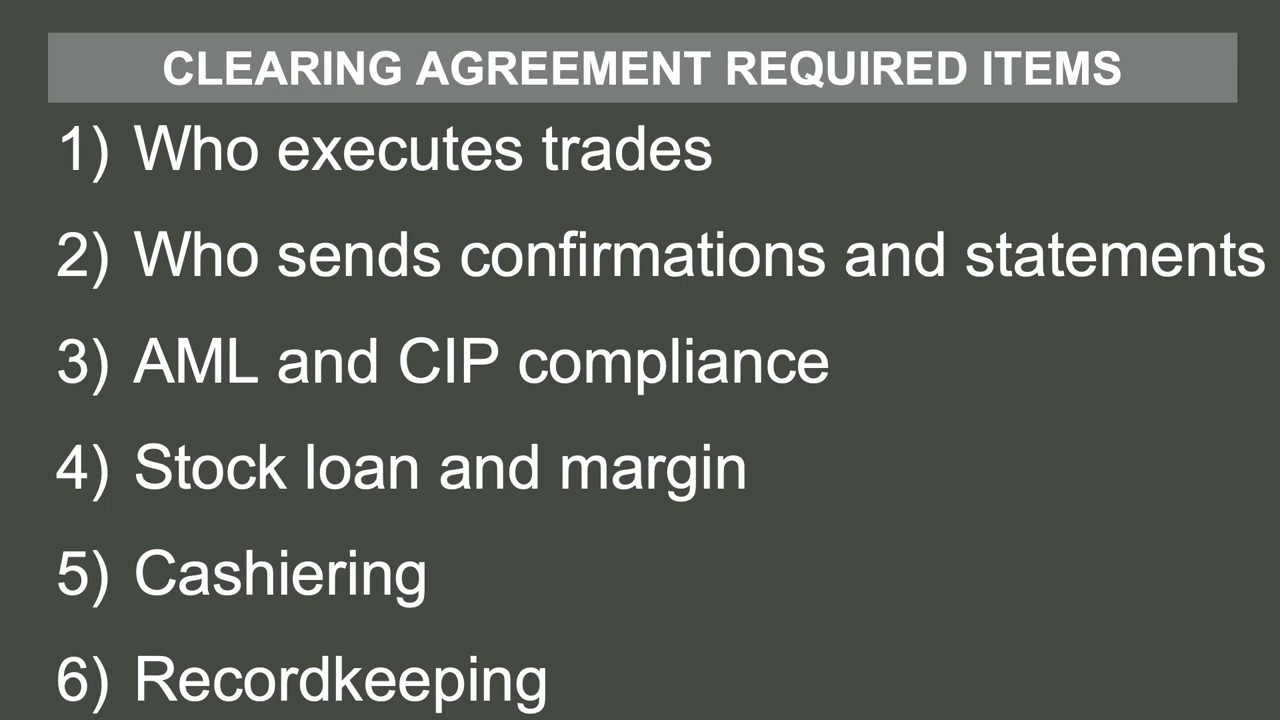 CLEARING AGREEMENT REQUIRED ITEMS
1) Who executes trades
2) Who sends confirmations and statements
3) AML and CIP compliance
4) Stock loan and margin
5) Cashiering
6) Recordkeeping